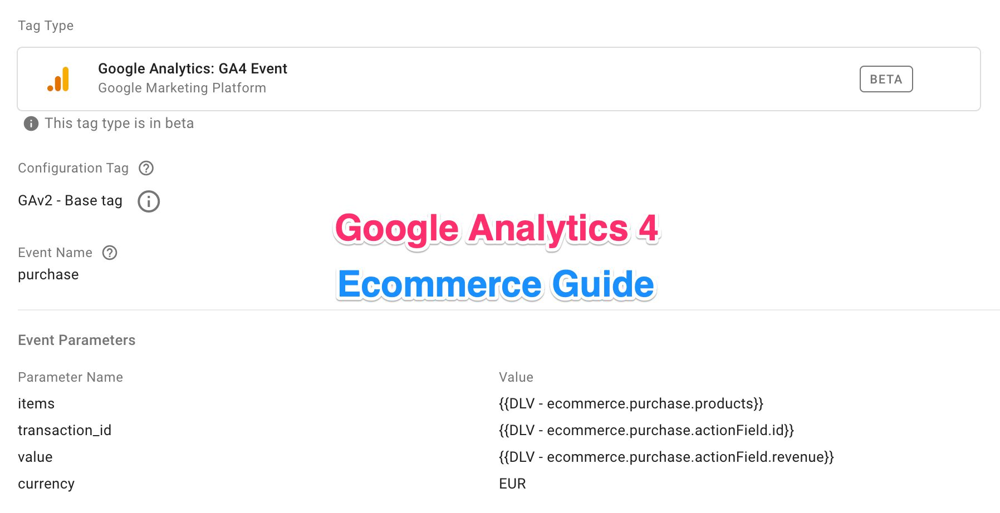 Tag Type
Google Analytics: GA4 Event
Google Marketing Platform
BETA
This tag type is in beta
Configuration Tag
GAv2 - Base tag
Google Analytics 4
Event Name
purchase
Ecommerce Guide
Event Parameters
Parameter Name Value
items {{DLV - ecommerce.purchase.products}}
transaction_id {{DLV - ecommerce.purchase.actionField.id}}
value {{DLV - ecommerce.purchase.actionField.revenue}}
currency EUR